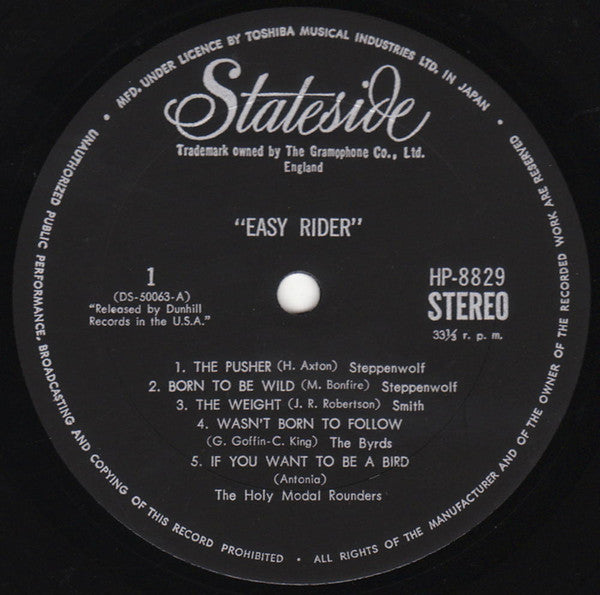 • MFD. UNDER LICENCE BY TOSHIBA MUSICAL INDUSTRIES LTD. IN JAPAN •
Stateside
Trademark owned by The Gramophone Co., Ltd.
England
"EASY RIDER"
1
(DS-50063-A)
"Released by Dunhill
Records in the U.S.A."
HP-8829
STEREO
33⅓ r. p. m.
1. THE PUSHER (H. Axton) Steppenwolf
2. BORN TO BE WILD (M. Bonfire) Steppenwolf
3. THE WEIGHT (J. R. Robertson) Smith
4. WASN'T BORN TO FOLLOW
(G. Goffin-C. King) The Byrds
5. IF YOU WANT TO BE A BIRD
(Antonia)
The Holy Modal Rounders
UNAUTHORIZED PUBLIC PERFORMANCE, BROADCASTING AND COPYING OF THIS RECORD PROHIBITED • ALL RIGHTS OF THE MANUFACTURER AND OF THE OWNER OF THE RECORDED WORK ARE RESERVED